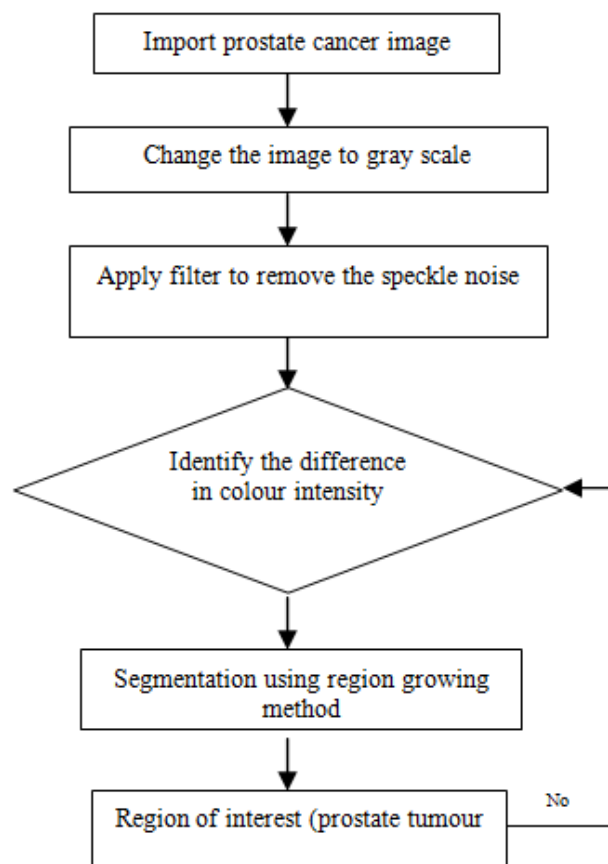 Import prostate cancer image
Change the image to gray scale
Apply filter to remove the speckle noise
Identify the difference
in colour intensity
Segmentation using region growing
method
Region of interest (prostate tumour
No